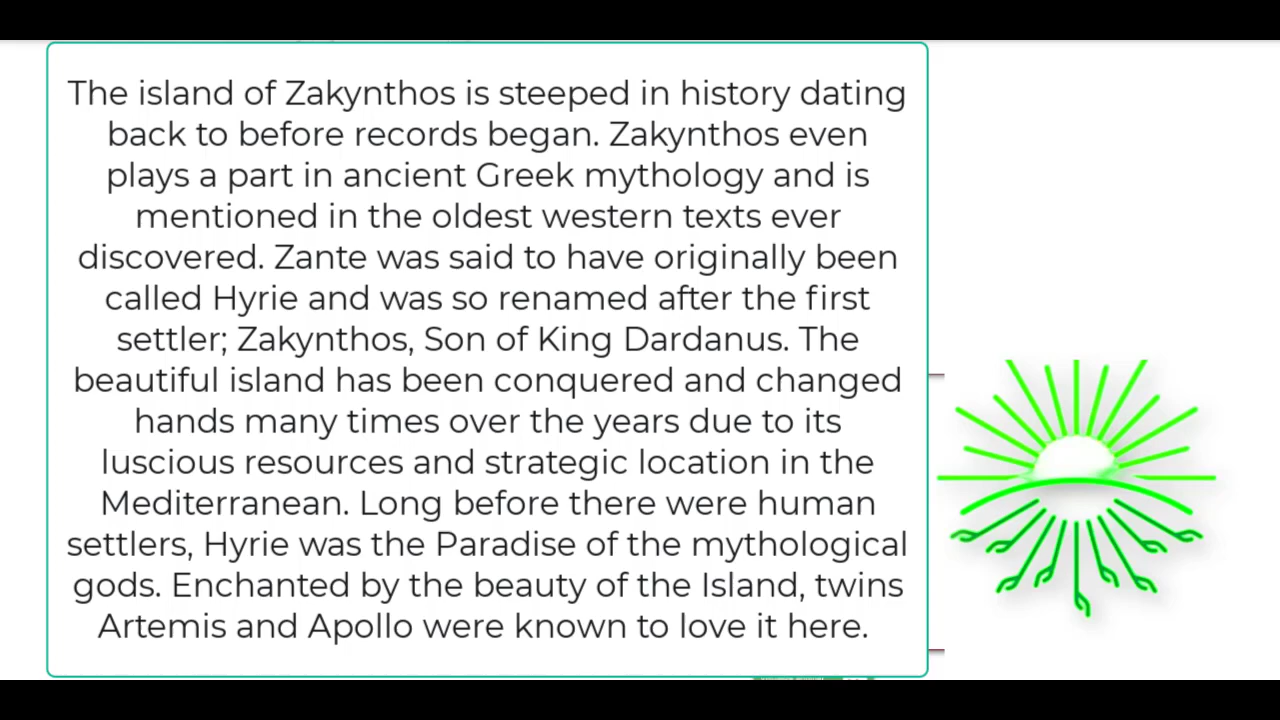 The island of Zakynthos is steeped in history dating
back to before records began. Zakynthos even
plays a part in ancient Greek mythology and is
mentioned in the oldest western texts ever
discovered. Zante was said to have originally been
called Hyrie and was so renamed after the first
settler; Zakynthos, Son of King Dardanus. The
beautiful island has been conquered and changed
hands many times over the years due to its
luscious resources and strategic location in the
Mediterranean. Long before there were human
settlers, Hyrie was the Paradise of the mythological
gods. Enchanted by the beauty of the Island, twins
Artemis and Apollo were known to love it here.